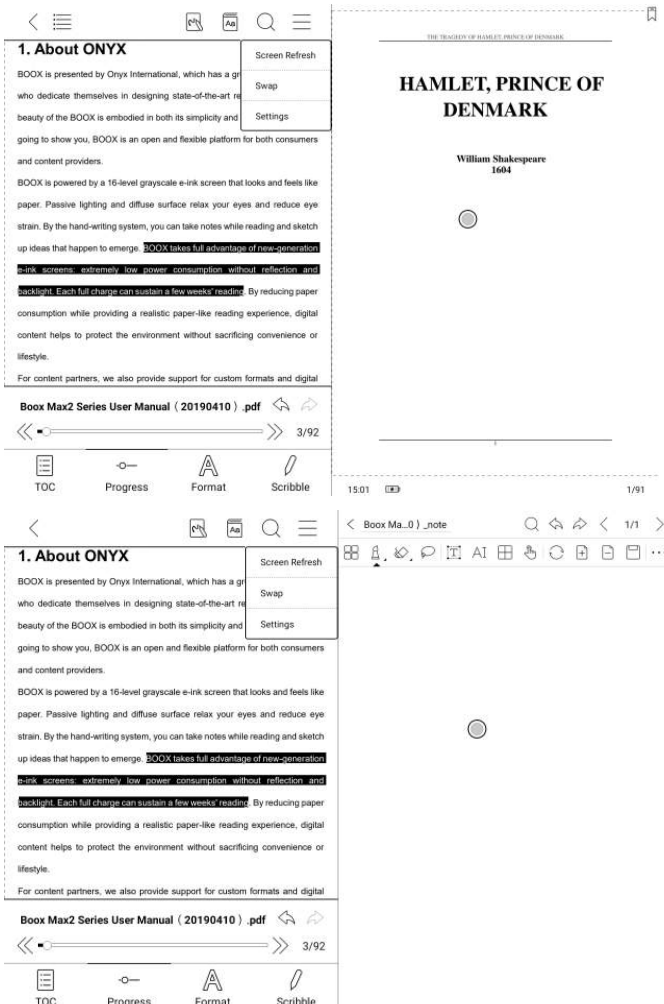 1. About ONYX
Screen Refresh
Swap
Settings
BOOX is presented by Onyx International, which has a gr
who dedicate themselves in designing state-of-the-art re
beauty of the BOOX is embodied in both its simplicity and
going to show you, BOOX is an open and flexible platform for both consumers
and content providers.
BOOX is powered by a 16-level grayscale e-ink screen that looks and feels like
paper. Passive lighting and diffuse surface relax your eyes and reduce eye
strain. By the hand-writing system, you can take notes while reading and sketch
up ideas that happen to emerge. BOOX takes full advantage of new-generation
e-ink screens: extremely low power consumption without reflection and
backlight. Each full charge can sustain a few weeks' reading. By reducing paper
consumption while providing a realistic paper-like reading experience, digital
content helps to protect the environment without sacrificing convenience or
lifestyle.
For content partners, we also provide support for custom formats and digital
Boox Max2 Series User Manual（20190410）.pdf
3/92
TOC Progress Format Scribble
THE TRAGEDY OF HAMLET, PRINCE OF DENMARK
HAMLET, PRINCE OF
DENMARK
William Shakespeare
1604
15:01 1/91
1. About ONYX
Screen Refresh
Swap
Settings
BOOX is presented by Onyx International, which has a gr
who dedicate themselves in designing state-of-the-art re
beauty of the BOOX is embodied in both its simplicity and
going to show you, BOOX is an open and flexible platform for both consumers
and content providers.
BOOX is powered by a 16-level grayscale e-ink screen that looks and feels like
paper. Passive lighting and diffuse surface relax your eyes and reduce eye
strain. By the hand-writing system, you can take notes while reading and sketch
up ideas that happen to emerge. BOOX takes full advantage of new-generation
e-ink screens: extremely low power consumption without reflection and
backlight. Each full charge can sustain a few weeks' reading. By reducing paper
consumption while providing a realistic paper-like reading experience, digital
content helps to protect the environment without sacrificing convenience or
lifestyle.
For content partners, we also provide support for custom formats and digital
Boox Max2 Series User Manual（20190410）.pdf
3/92
TOC Progress Format Scribble
Boox Ma...0）_note 1/1